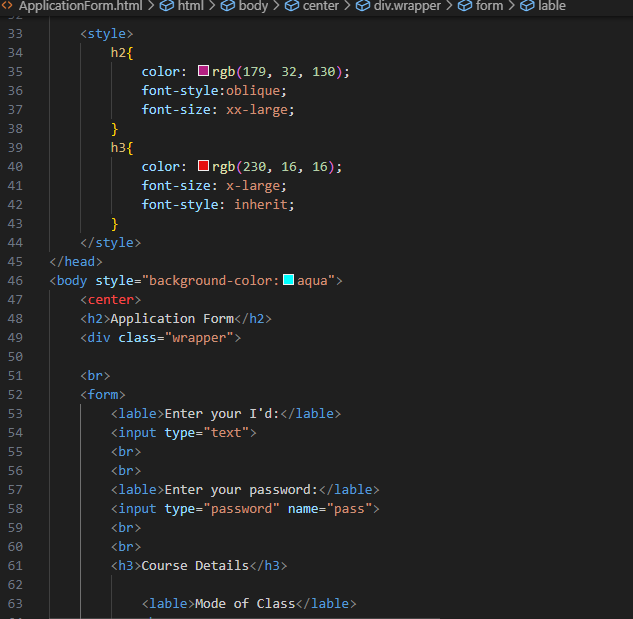 ApplicationForm.html > html > body > center > div.wrapper > form > lable
32
33 <style>
34 h2{
35 color: rgb(179, 32, 130);
36 font-style:oblique;
37 font-size: xx-large;
38 }
39 h3{
40 color: rgb(230, 16, 16);
41 font-size: x-large;
42 font-style: inherit;
43 }
44 </style>
45 </head>
46 <body style="background-color:aqua">
47 <center>
48 <h2>Application Form</h2>
49 <div class="wrapper">
50
51 <br>
52 <form>
53 <lable>Enter your I'd:</lable>
54 <input type="text">
55 <br>
56 <br>
57 <lable>Enter your password:</lable>
58 <input type="password" name="pass">
59 <br>
60 <br>
61 <h3>Course Details</h3>
62
63 <lable>Mode of Class</lable>